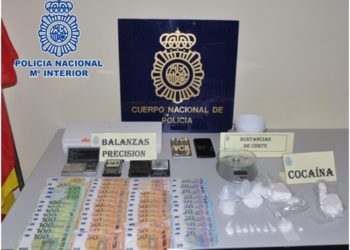 POLICIA NACIONAL
Mº INTERIOR
CUERPO NACIONAL DE
POLICIA
BALANZAS
PRECISION
SUSTANCIAS
DE CORTE
COCAÍNA